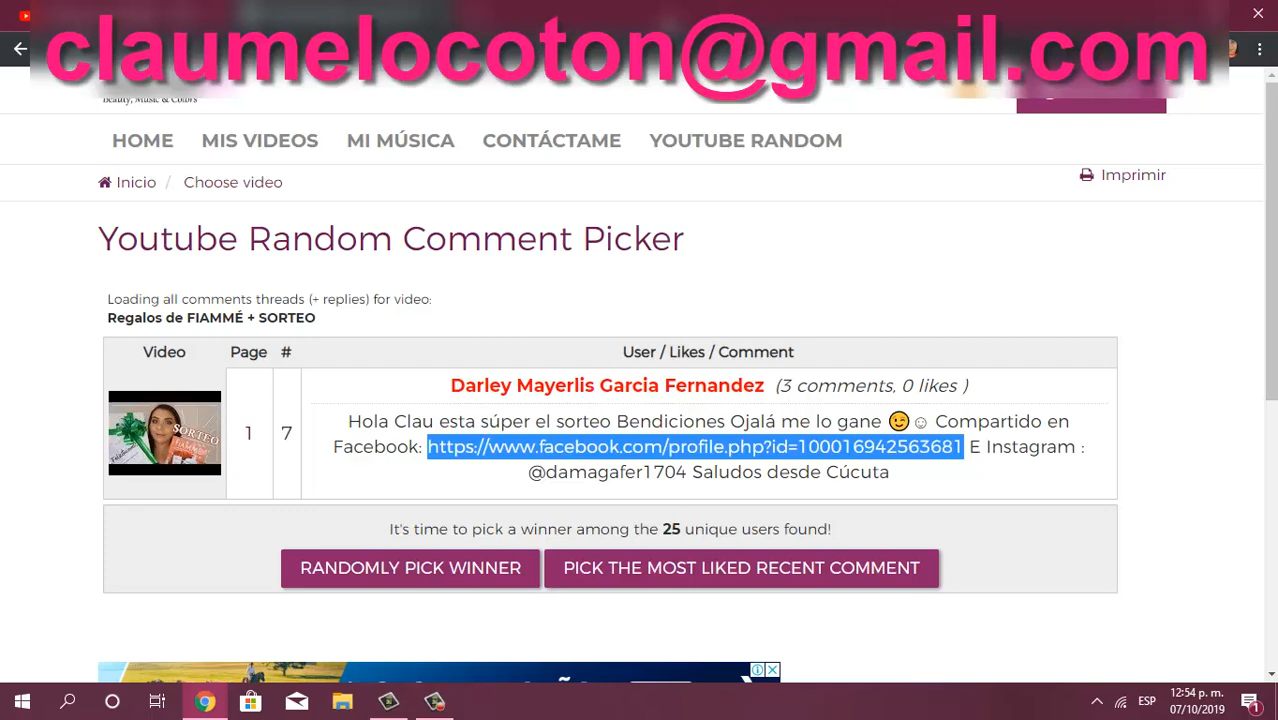 claumelocoton@gmail.com
Beauty, Music & Colors
HOME MIS VIDEOS MI MÚSICA CONTÁCTAME YOUTUBE RANDOM
Inicio / Choose video
Imprimir
Youtube Random Comment Picker
Loading all comments threads (+ replies) for video:
Regalos de FIAMMÉ + SORTEO
Video Page # User / Likes / Comment
Darley Mayerlis Garcia Fernandez (3 comments, 0 likes )
SORTEO
1 7
Hola Clau esta súper el sorteo Bendiciones Ojalá me lo gane 😉☺ Compartido en
Facebook: https://www.facebook.com/profile.php?id=100016942563681 E Instagram :
@damagafer1704 Saludos desde Cúcuta
It's time to pick a winner among the 25 unique users found!
RANDOMLY PICK WINNER PICK THE MOST LIKED RECENT COMMENT
ESP
12:54 p. m.
07/10/2019
1